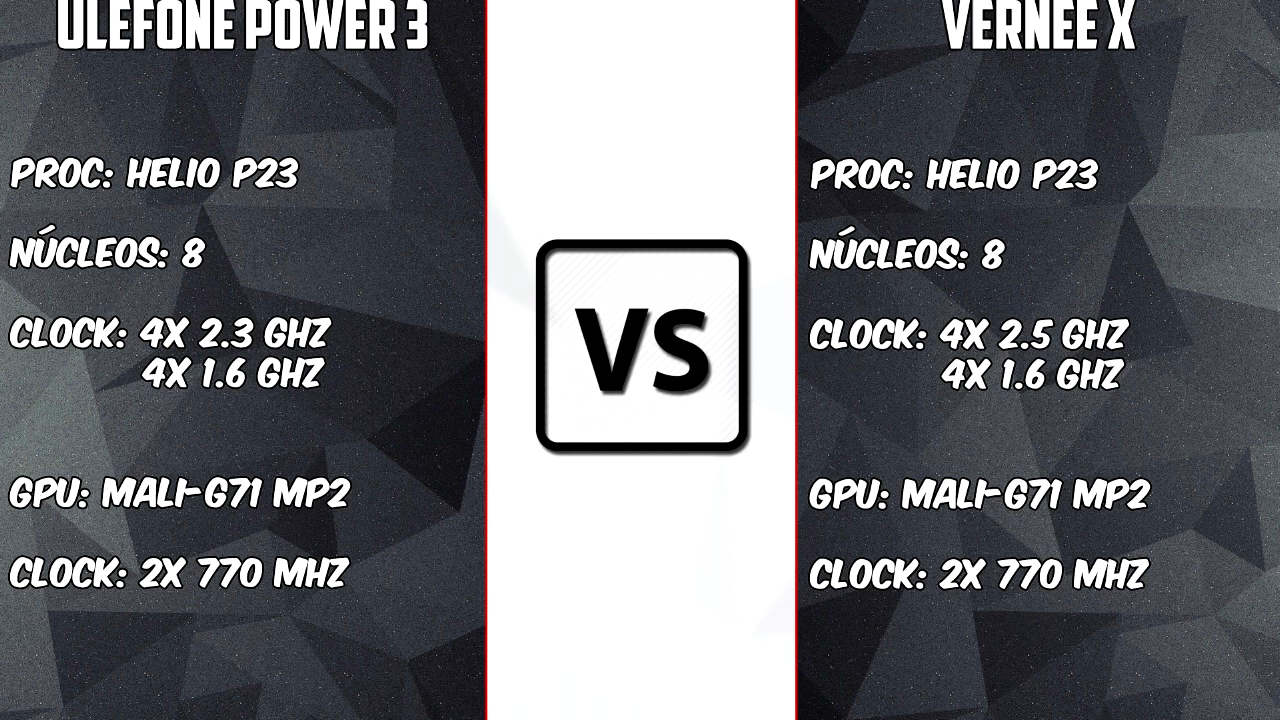 ULEFONE POWER 3
PROC: HELIO P23
NÚCLEOS: 8
CLOCK: 4X 2.3 GHZ
4X 1.6 GHZ
GPU: MALI-G71 MP2
CLOCK: 2X 770 MHZ
VS
VERNEE X
PROC: HELIO P23
NÚCLEOS: 8
CLOCK: 4X 2.5 GHZ
4X 1.6 GHZ
GPU: MALI-G71 MP2
CLOCK: 2X 770 MHZ